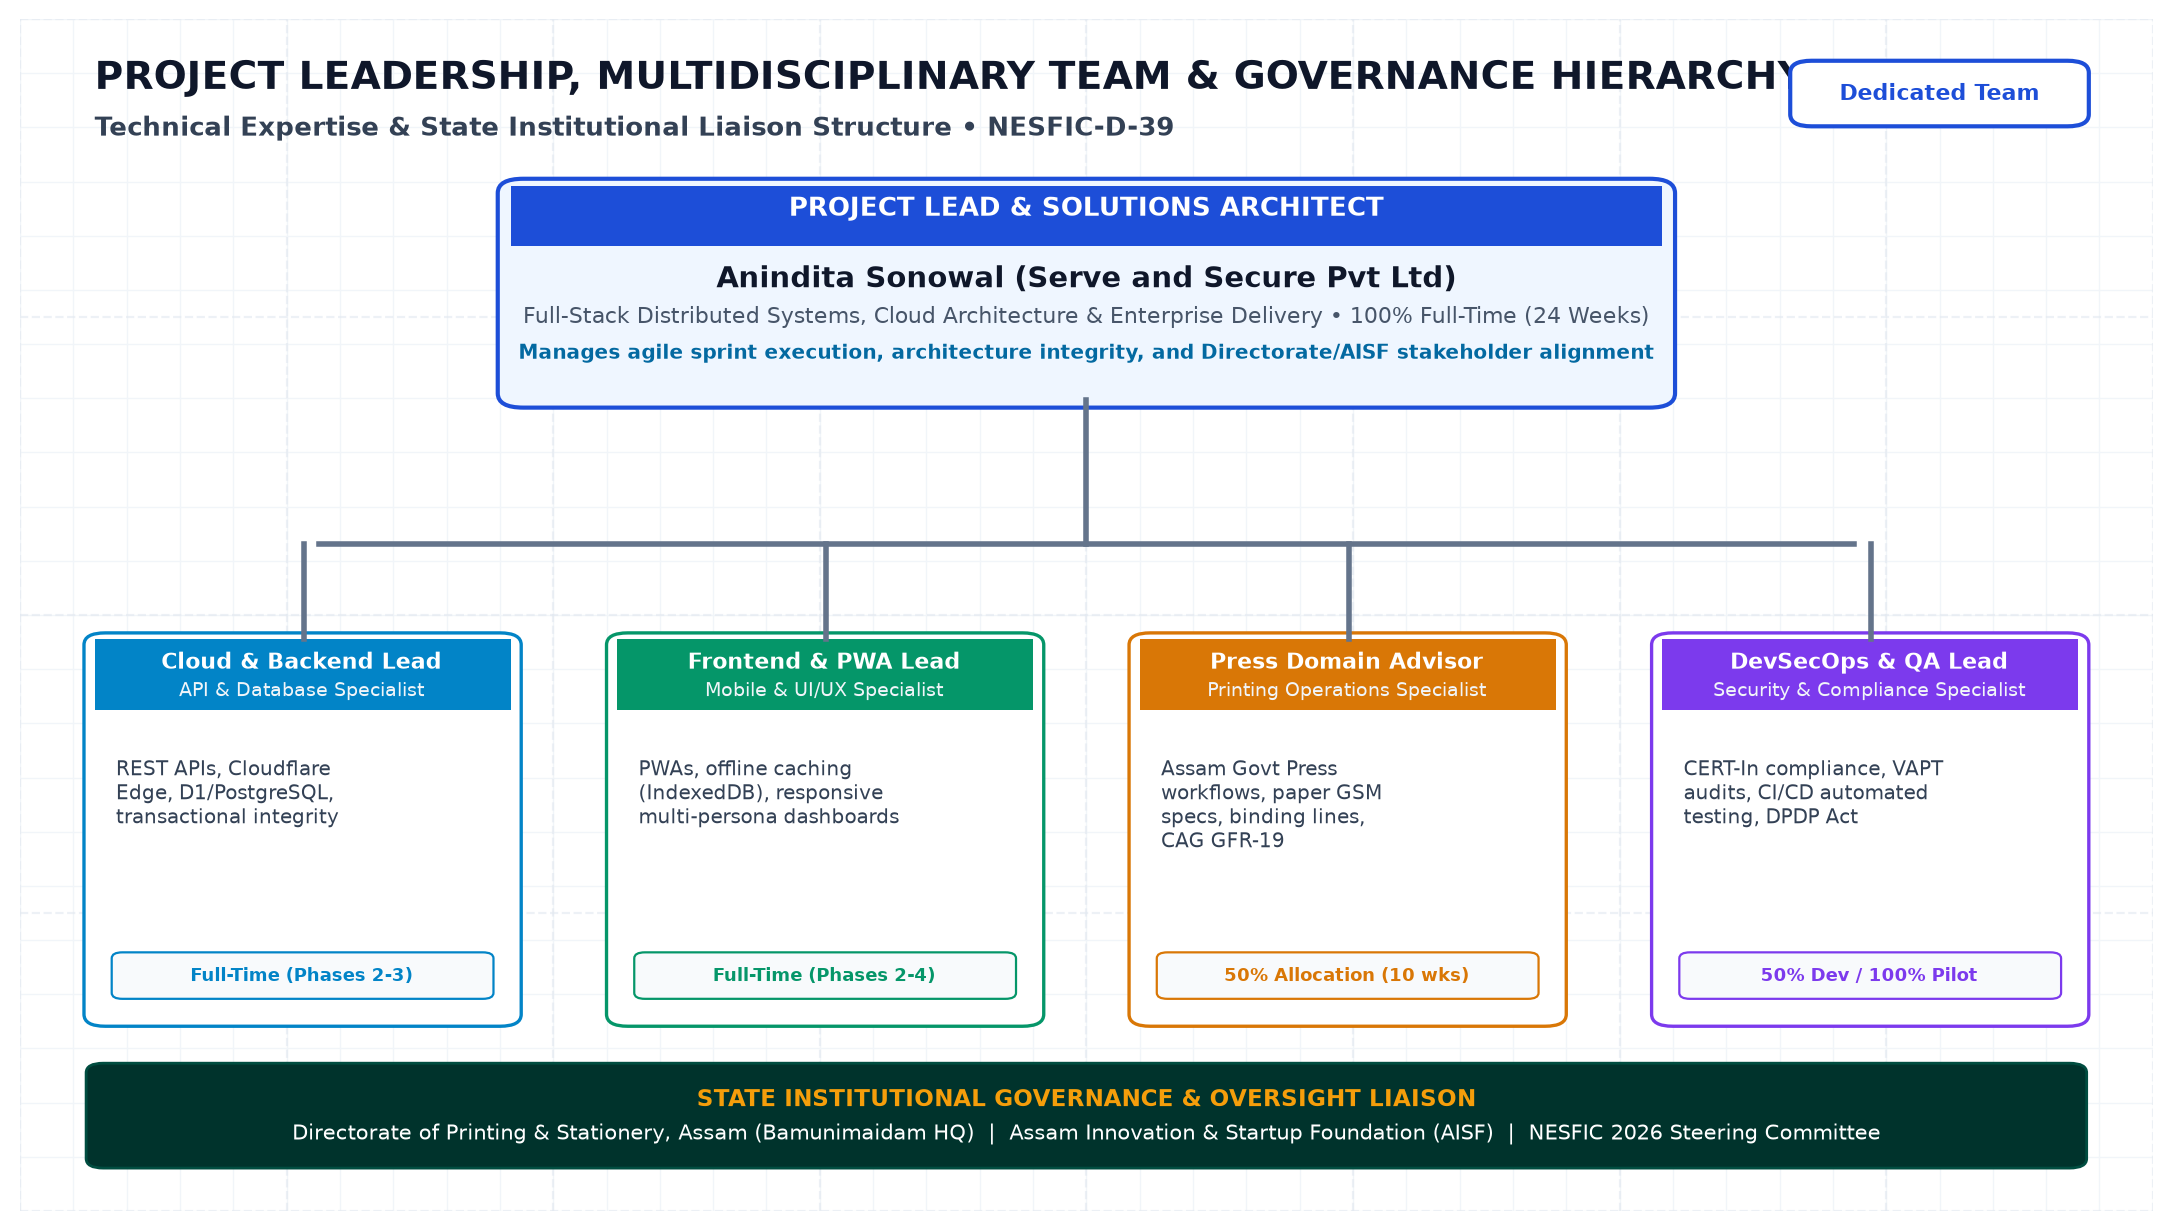 PROJECT LEADERSHIP, MULTIDISCIPLINARY TEAM & GOVERNANCE HIERARCHY
Dedicated Team
Technical Expertise & State Institutional Liaison Structure • NESFIC-D-39
PROJECT LEAD & SOLUTIONS ARCHITECT
Anindita Sonowal (Serve and Secure Pvt Ltd)
Full-Stack Distributed Systems, Cloud Architecture & Enterprise Delivery • 100% Full-Time (24 Weeks)
Manages agile sprint execution, architecture integrity, and Directorate/AISF stakeholder alignment
Cloud & Backend Lead
API & Database Specialist
REST APIs, Cloudflare
Edge, D1/PostgreSQL,
transactional integrity
Full-Time (Phases 2-3)
Frontend & PWA Lead
Mobile & UI/UX Specialist
PWAs, offline caching
(IndexedDB), responsive
multi-persona dashboards
Full-Time (Phases 2-4)
Press Domain Advisor
Printing Operations Specialist
Assam Govt Press
workflows, paper GSM
specs, binding lines,
CAG GFR-19
50% Allocation (10 wks)
DevSecOps & QA Lead
Security & Compliance Specialist
CERT-In compliance, VAPT
audits, CI/CD automated
testing, DPDP Act
50% Dev / 100% Pilot
STATE INSTITUTIONAL GOVERNANCE & OVERSIGHT LIAISON
Directorate of Printing & Stationery, Assam (Bamunimaidam HQ) | Assam Innovation & Startup Foundation (AISF) | NESFIC 2026 Steering Committee